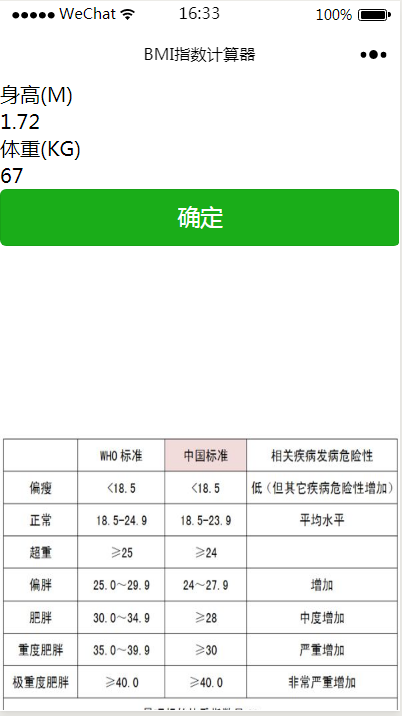 WeChat 16:33 100%
BMI指数计算器
身高(M)
1.72
体重(KG)
67
确定
WHO 标准 中国标准 相关疾病发病危险性
偏瘦 <18.5 <18.5 低（但其它疾病危险性增加）
正常 18.5-24.9 18.5-23.9 平均水平
超重 ≥25 ≥24
偏胖 25.0～29.9 24～27.9 增加
肥胖 30.0～34.9 ≥28 中度增加
重度肥胖 35.0～39.9 ≥30 严重增加
极重度肥胖 ≥40.0 ≥40.0 非常严重增加